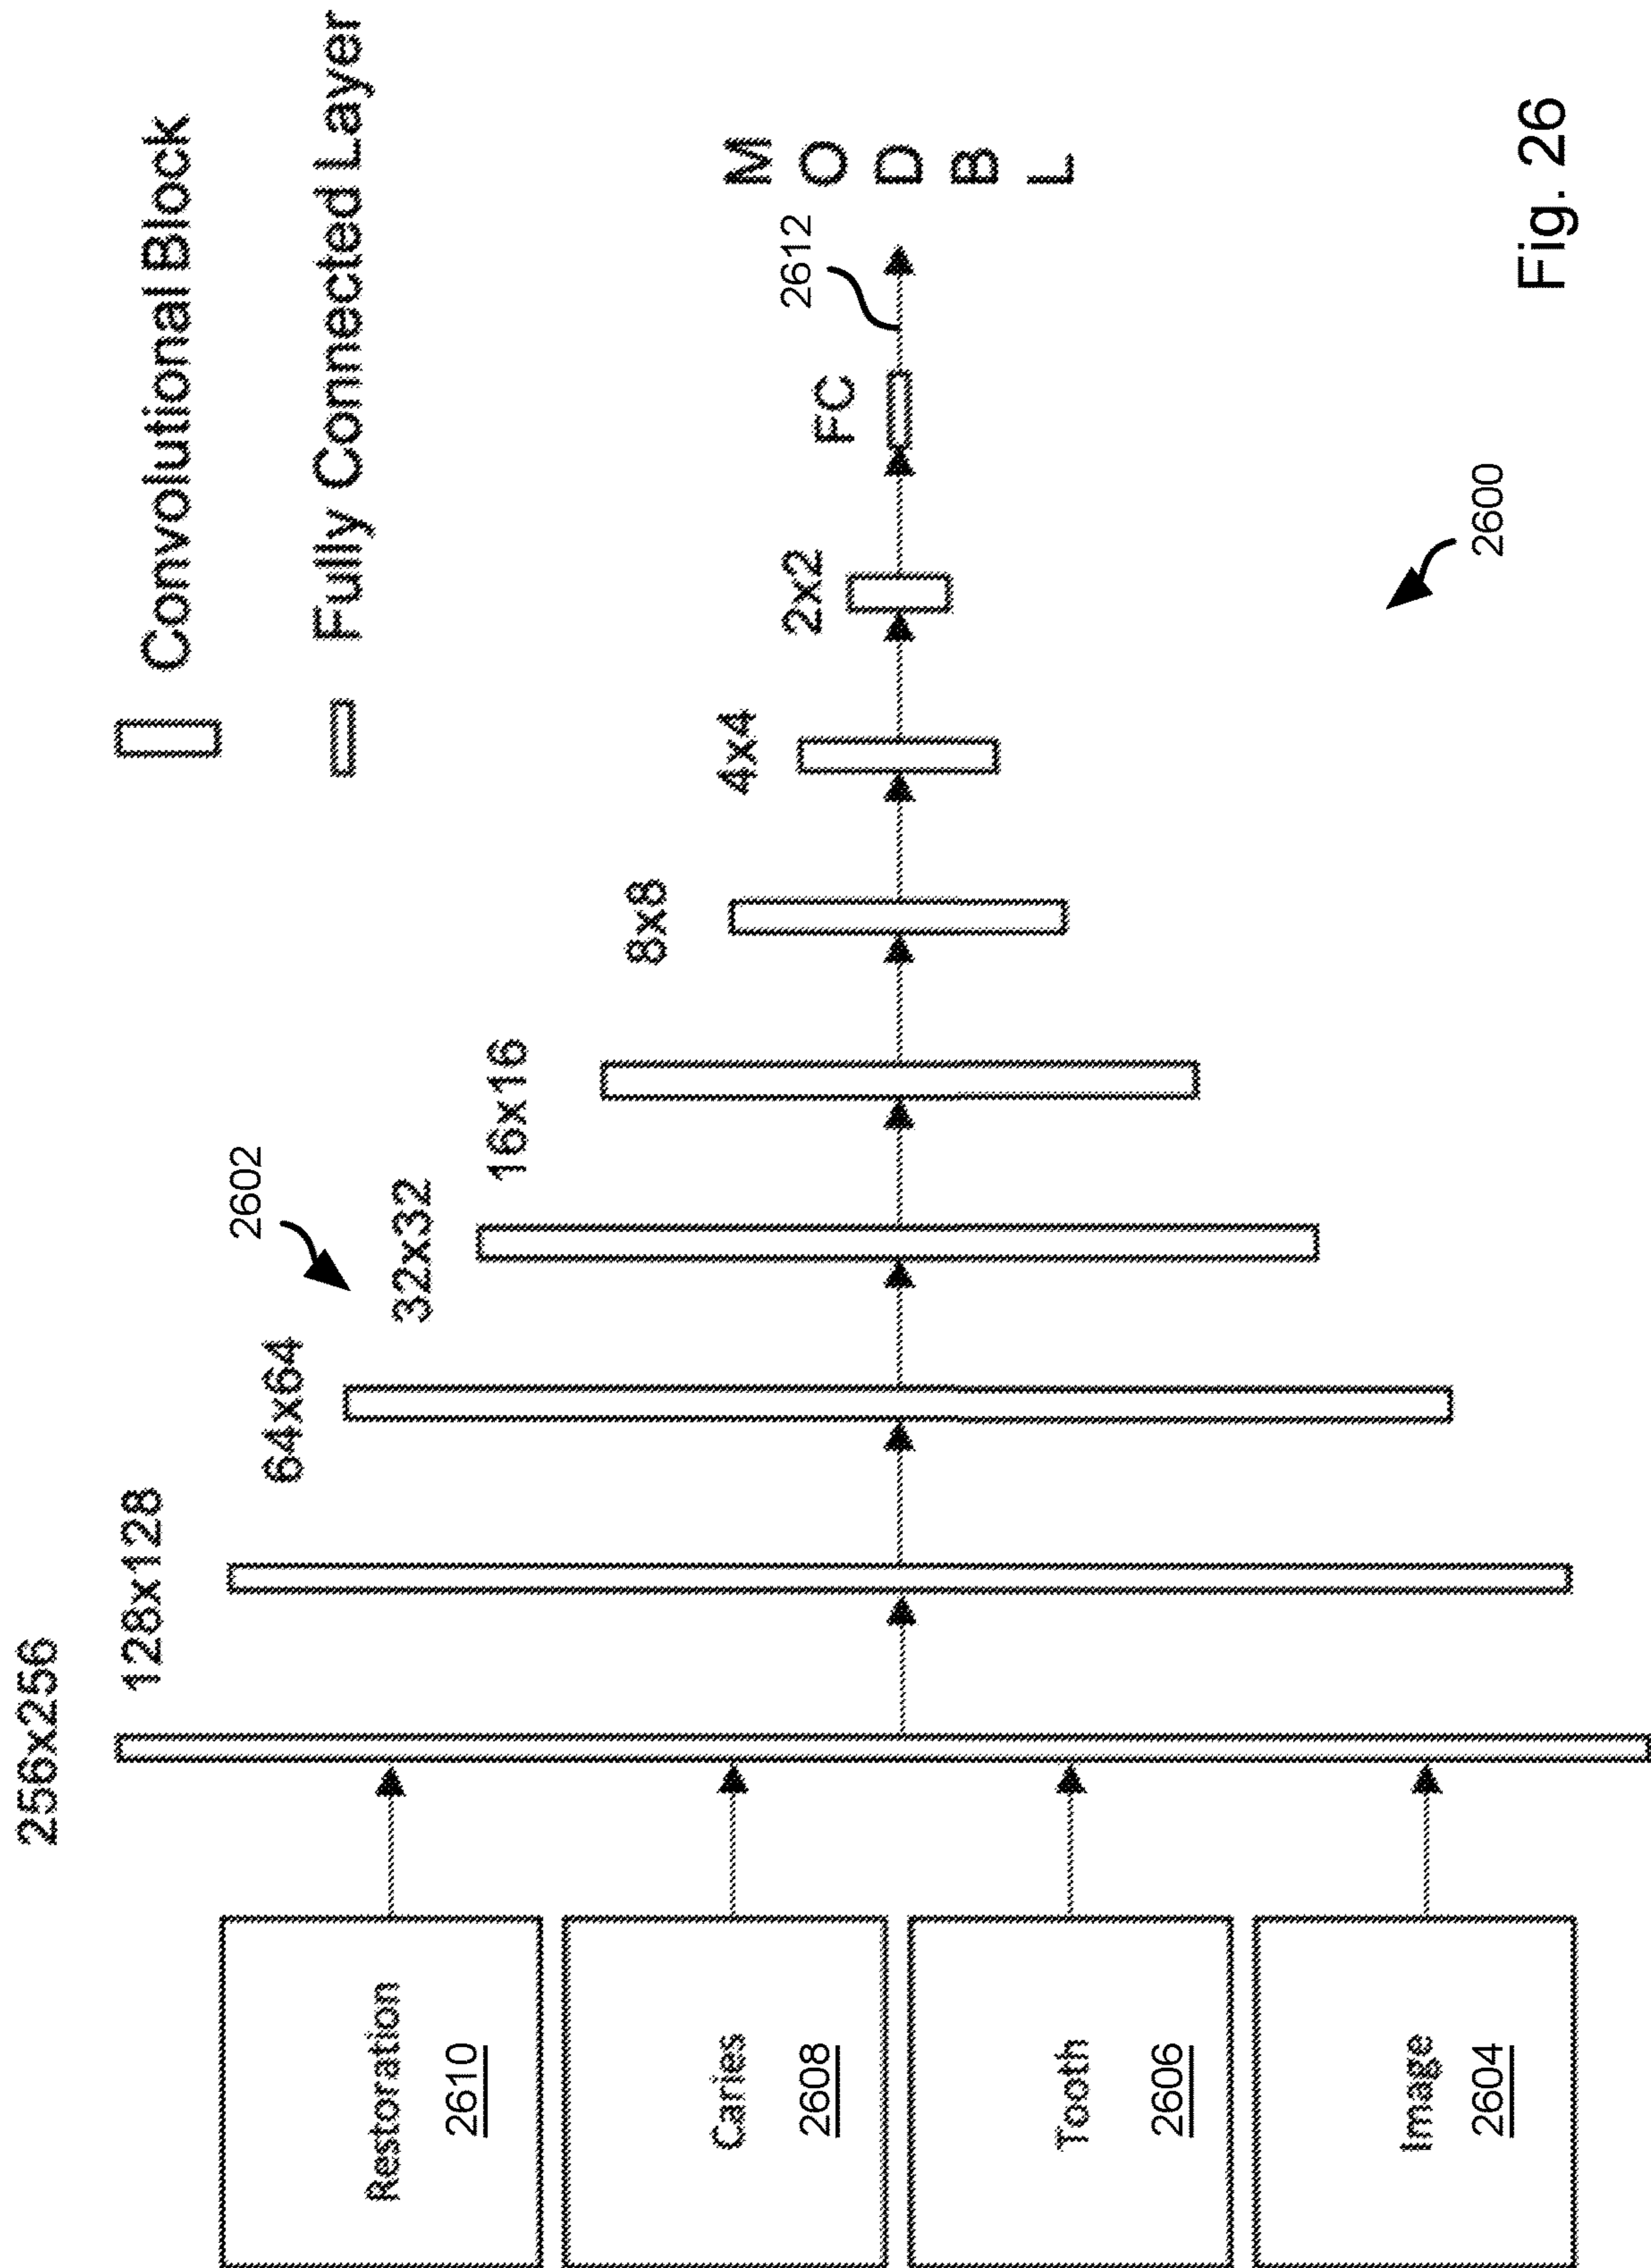 Convolutional Block
Fully Connected Layer
256x256
128x128
64x64
2602
32x32
16x16
8x8
4x4
2x2
FC
2612
M
O
D
B
L
Restoration
2610
Caries
2608
Tooth
2606
Image
2604
2600
Fig. 26